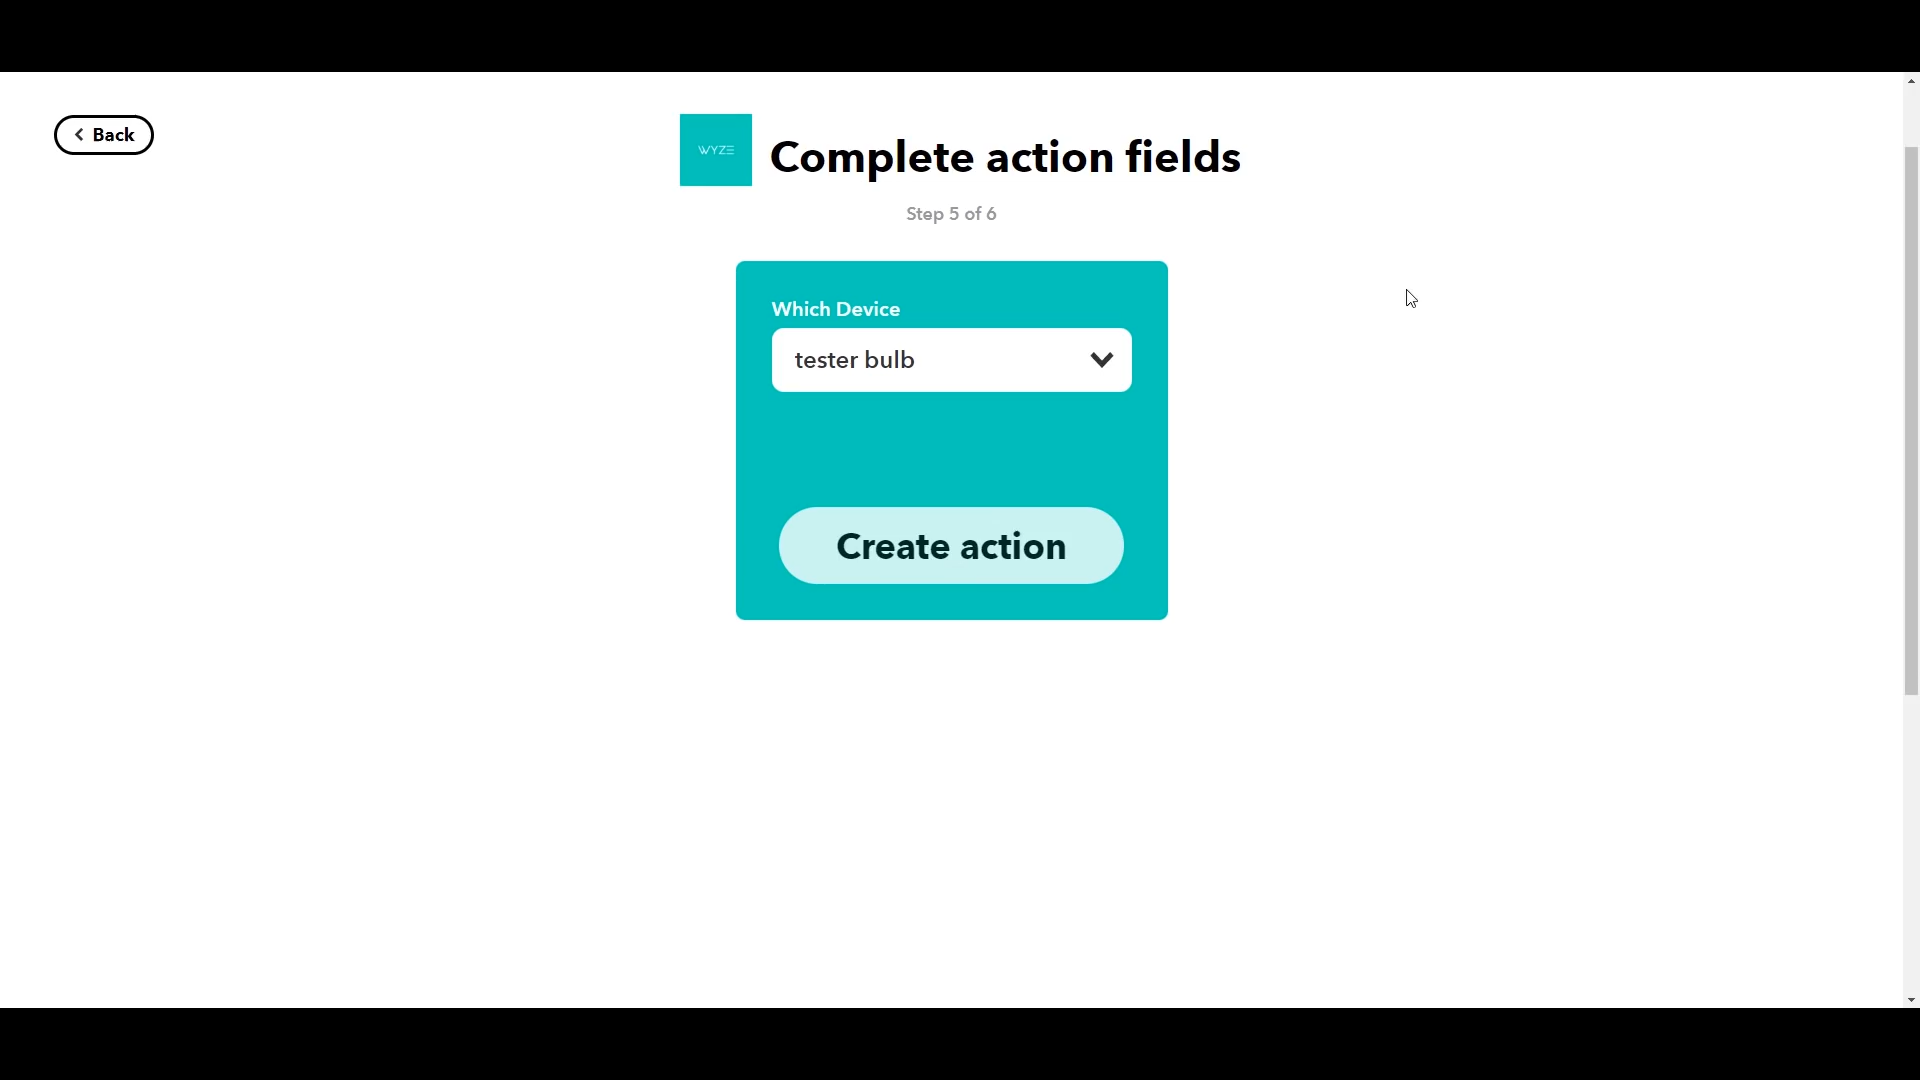 Back
WYZE
Complete action fields
Step 5 of 6
Which Device
tester bulb
Create action